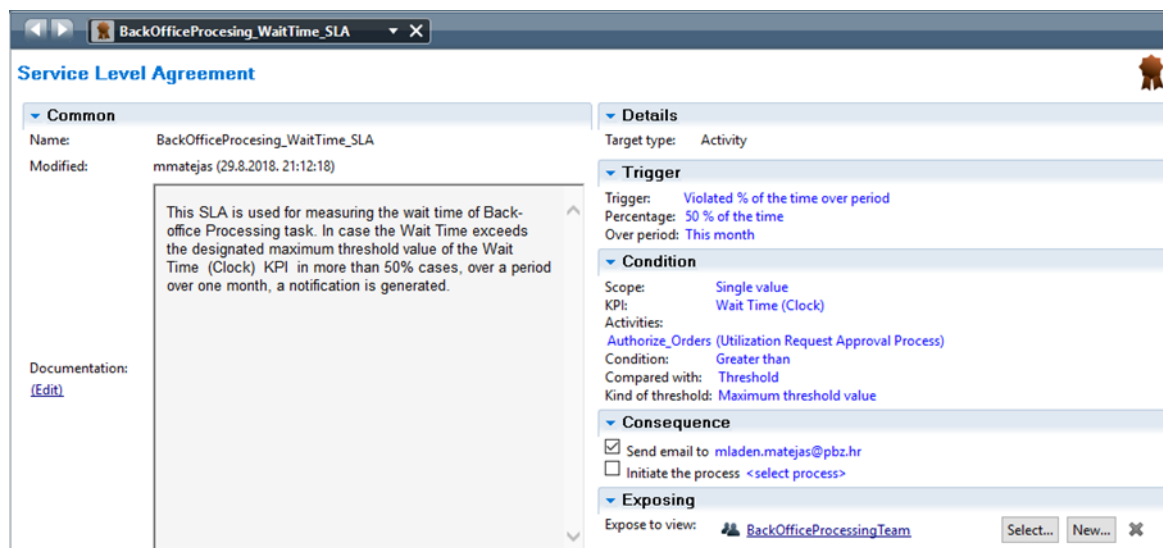 BackOfficeProcesing_WaitTime_SLA
Service Level Agreement
Common
Name: BackOfficeProcesing_WaitTime_SLA
Modified: mmatejas (29.8.2018. 21:12:18)
This SLA is used for measuring the wait time of Back-
office Processing task. In case the Wait Time exceeds
the designated maximum threshold value of the Wait
Time (Clock) KPI in more than 50% cases, over a period
over one month, a notification is generated.
Documentation:
(Edit)
Details
Target type: Activity
Trigger
Trigger: Violated % of the time over period
Percentage: 50 % of the time
Over period: This month
Condition
Scope: Single value
KPI: Wait Time (Clock)
Activities:
Authorize_Orders (Utilization Request Approval Process)
Condition: Greater than
Compared with: Threshold
Kind of threshold: Maximum threshold value
Consequence
Send email to mladen.matejas@pbz.hr
Initiate the process <select process>
Exposing
Expose to view: BackOfficeProcessingTeam Select... New...